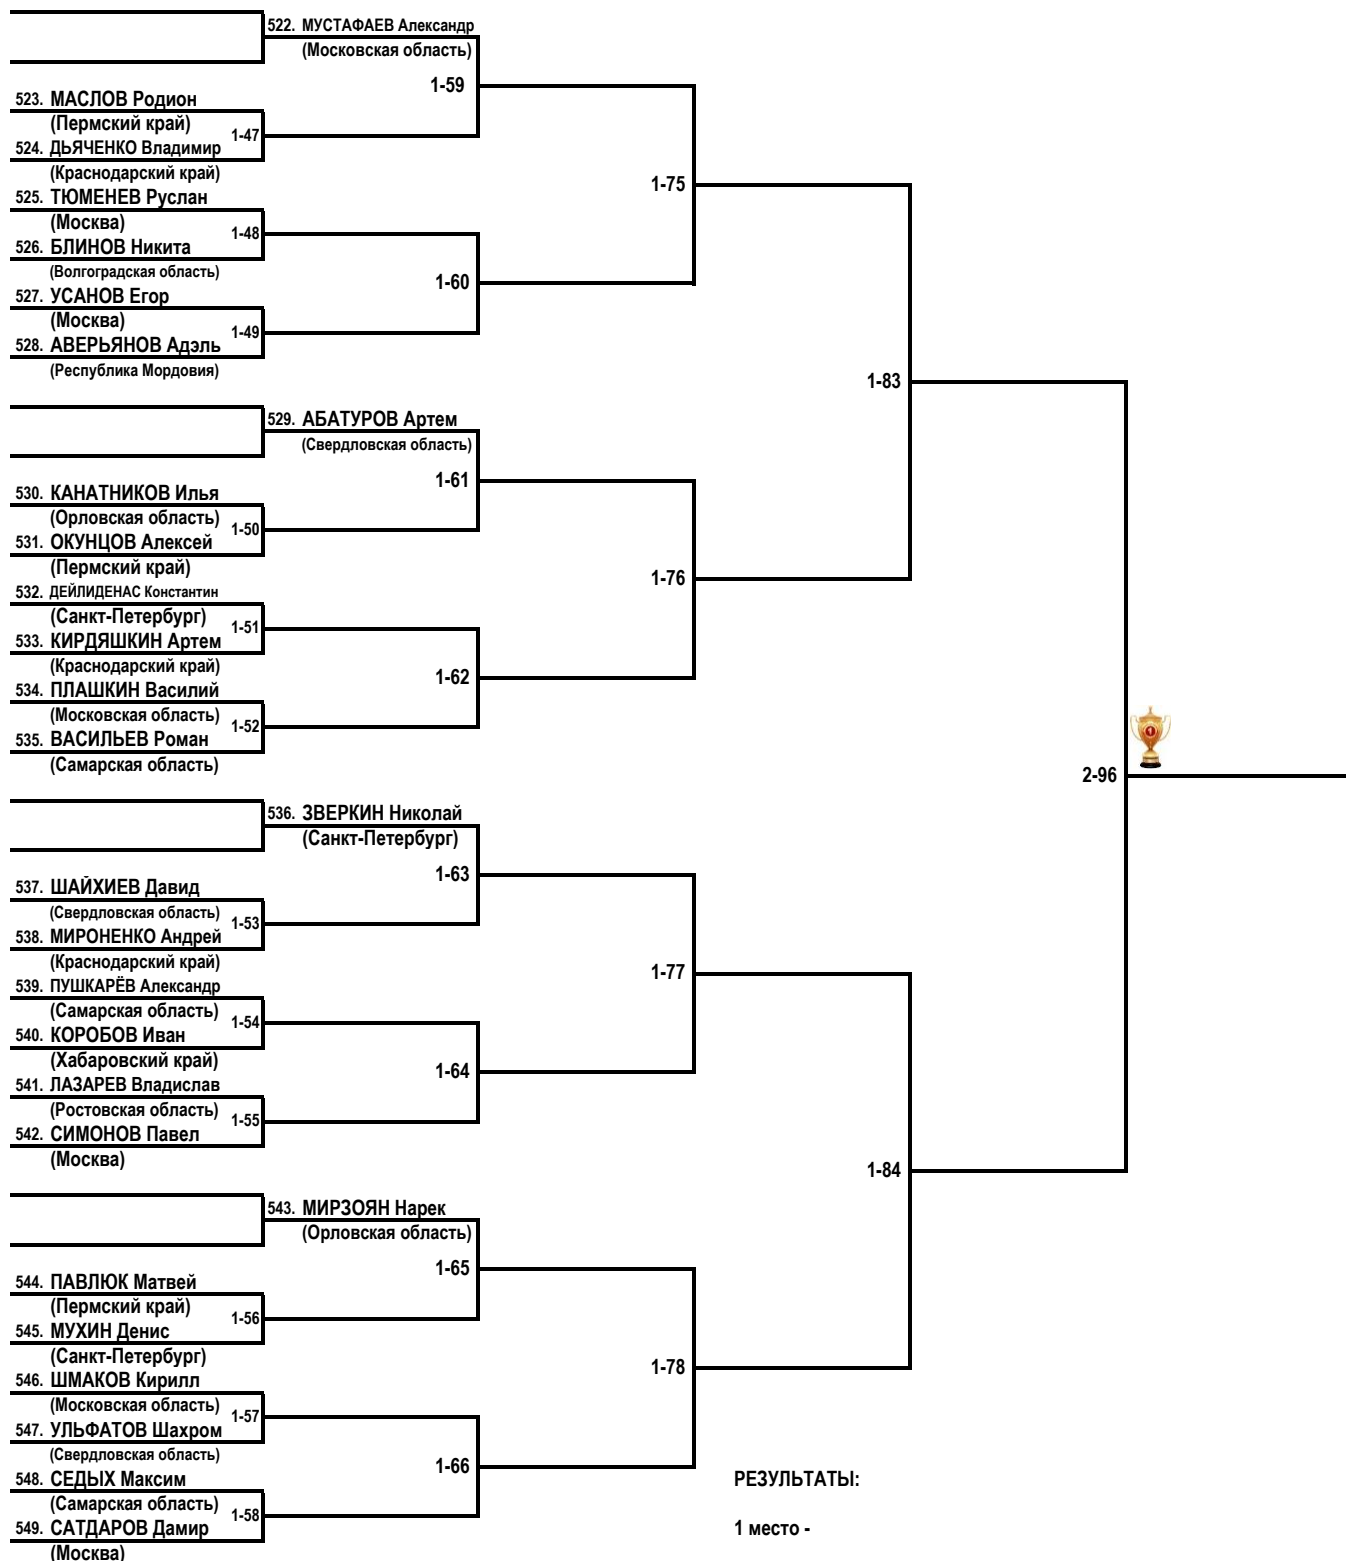 522. МУСТАФАЕВ Александр
(Московская область)
1-59
523. МАСЛОВ Родион
(Пермский край)
1-47
524. ДЬЯЧЕНКО Владимир
(Краснодарский край)
1-75
525. ТЮМЕНЕВ Руслан
(Москва)
1-48
526. БЛИНОВ Никита
(Волгоградская область)
1-60
527. УСАНОВ Егор
(Москва)
1-49
528. АВЕРЬЯНОВ Адэль
(Республика Мордовия)
1-83
529. АБАТУРОВ Артем
(Свердловская область)
1-61
530. КАНАТНИКОВ Илья
(Орловская область)
1-50
531. ОКУНЦОВ Алексей
(Пермский край)
1-76
532. ДЕЙЛИДЕНАС Константин
(Санкт-Петербург)
1-51
533. КИРДЯШКИН Артем
(Краснодарский край)
1-62
534. ПЛАШКИН Василий
(Московская область)
1-52
535. ВАСИЛЬЕВ Роман
(Самарская область)
1
2-96
536. ЗВЕРКИН Николай
(Санкт-Петербург)
1-63
537. ШАЙХИЕВ Давид
(Свердловская область)
1-53
538. МИРОНЕНКО Андрей
(Краснодарский край)
1-77
539. ПУШКАРЁВ Александр
(Самарская область)
1-54
540. КОРОБОВ Иван
(Хабаровский край)
1-64
541. ЛАЗАРЕВ Владислав
(Ростовская область)
1-55
542. СИМОНОВ Павел
(Москва)
1-84
543. МИРЗОЯН Нарек
(Орловская область)
1-65
544. ПАВЛЮК Матвей
(Пермский край)
1-56
545. МУХИН Денис
(Санкт-Петербург)
1-78
546. ШМАКОВ Кирилл
(Московская область)
1-57
547. УЛЬФАТОВ Шахром
(Свердловская область)
1-66
548. СЕДЫХ Максим
(Самарская область)
1-58
549. САТДАРОВ Дамир
(Москва)
РЕЗУЛЬТАТЫ:
1 место -